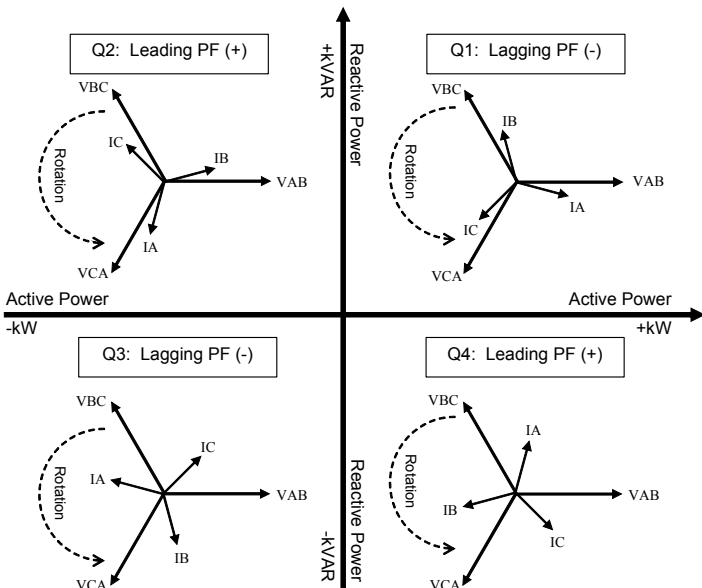 Q2: Leading PF (+)
VBC
IC
IB
Rotation
VAB
IA
VCA
+kVAR
Reactive Power
Q1: Lagging PF (-)
VBC
IB
Rotation
VAB
IA
IC
VCA
Active Power
-kW
Active Power
+kW
Q3: Lagging PF (-)
VBC
IC
IA
Rotation
VAB
IB
VCA
-kVAR
Reactive Power
Q4: Leading PF (+)
VBC
IA
Rotation
IB
VAB
IC
VCA